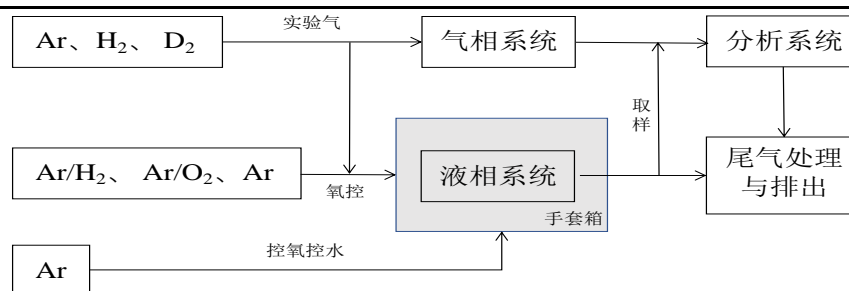 实验气
Ar、H₂、 D₂
气相系统
分析系统
取样
Ar/H₂、 Ar/O₂、 Ar
氧控
液相系统
手套箱
尾气处理
与排出
控氧控水
Ar